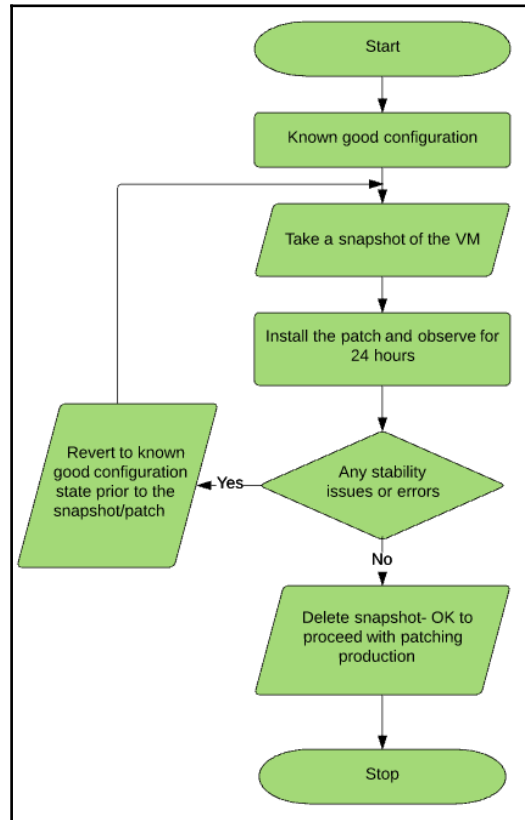 Start
Known good configuration
Take a snapshot of the VM
Install the patch and observe for
24 hours
Any stability
issues or errors
Yes
Revert to known
good configuration
state prior to the
snapshot/patch
No
Delete snapshot- OK to
proceed with patching
production
Stop